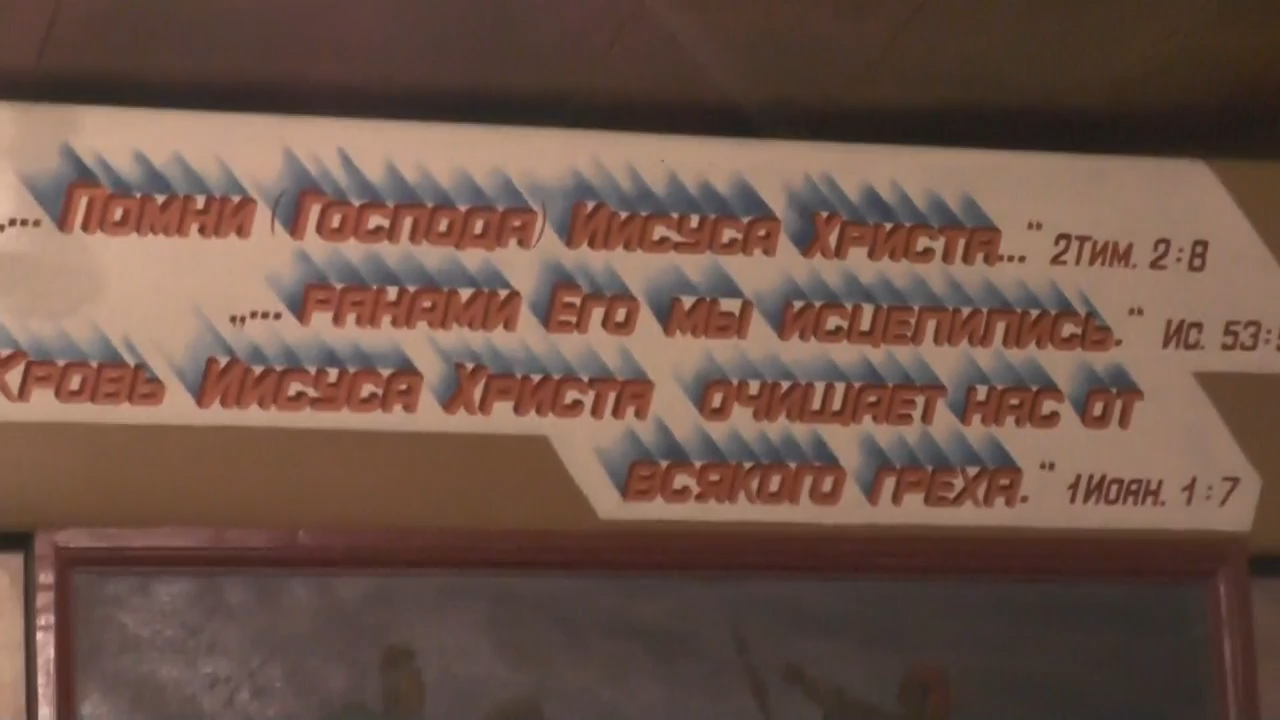 „... Помни (Господа) Иисуса Христа...“ 2Тим. 2:8
„... ранами Его мы исцелились.“ Ис. 53:
Кровь Иисуса Христа очищает нас от
всякого греха.“ 1Иоан. 1:7